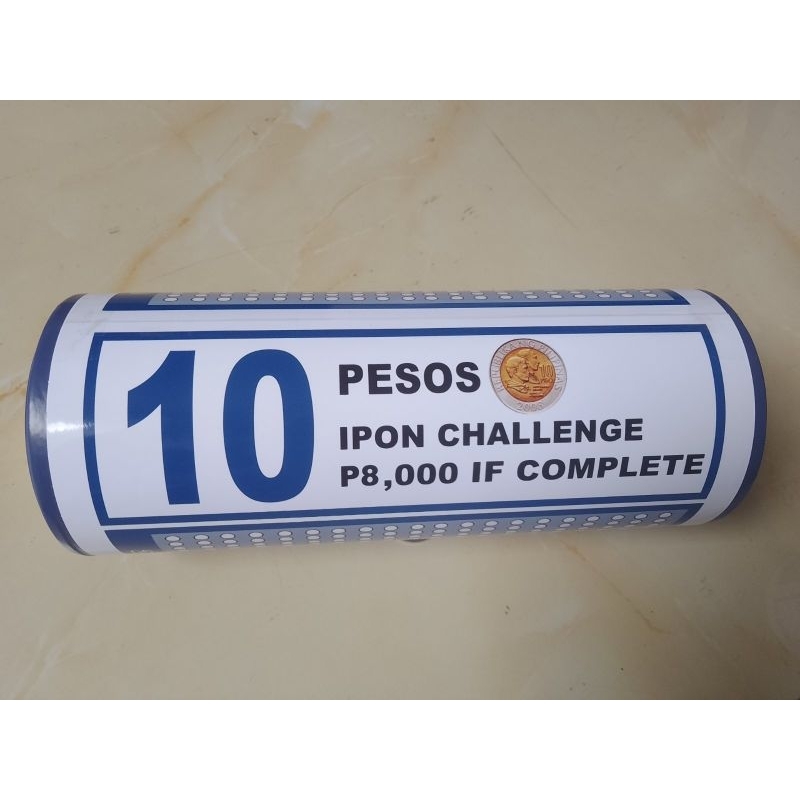 10
PESOS
IPON CHALLENGE
P8,000 IF COMPLETE